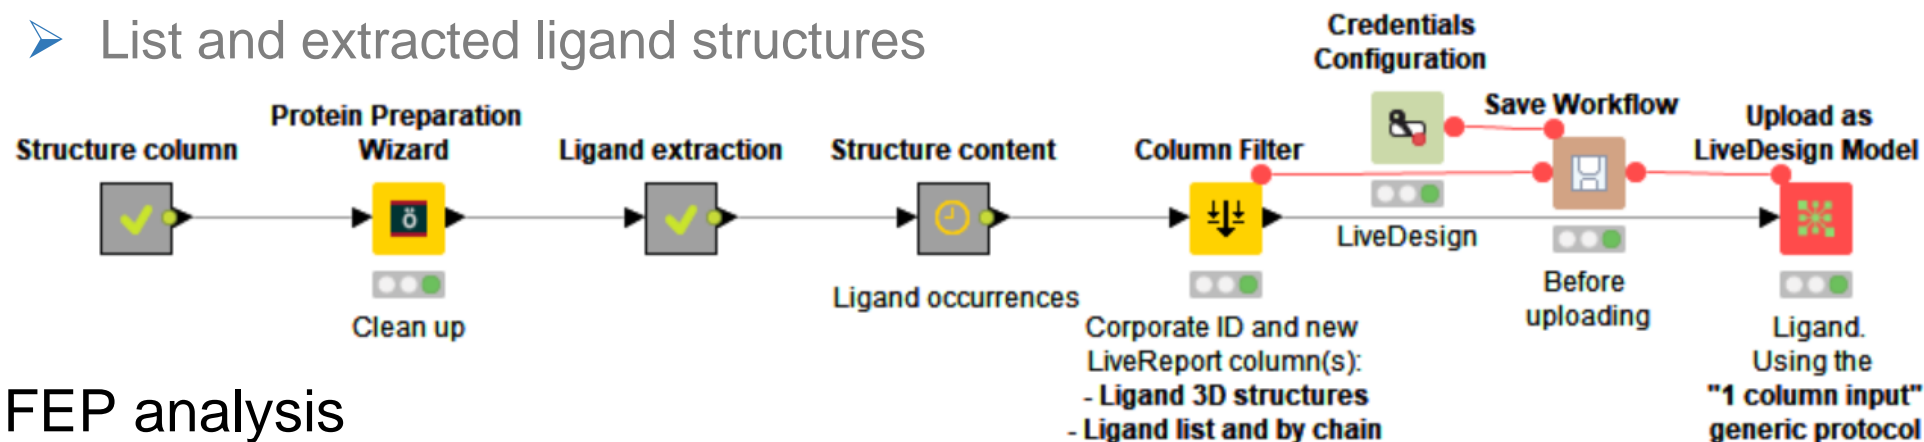 ➢ List and extracted ligand structures
Credentials
Configuration
Structure column
Protein Preparation
Wizard
Ligand extraction
Structure content
Column Filter
Save Workflow
Upload as
LiveDesign Model
ö
Clean up
Ligand occurrences
LiveDesign
Before
uploading
Corporate ID and new
LiveReport column(s):
- Ligand 3D structures
- Ligand list and by chain
Ligand.
Using the
"1 column input"
generic protocol
FEP analysis